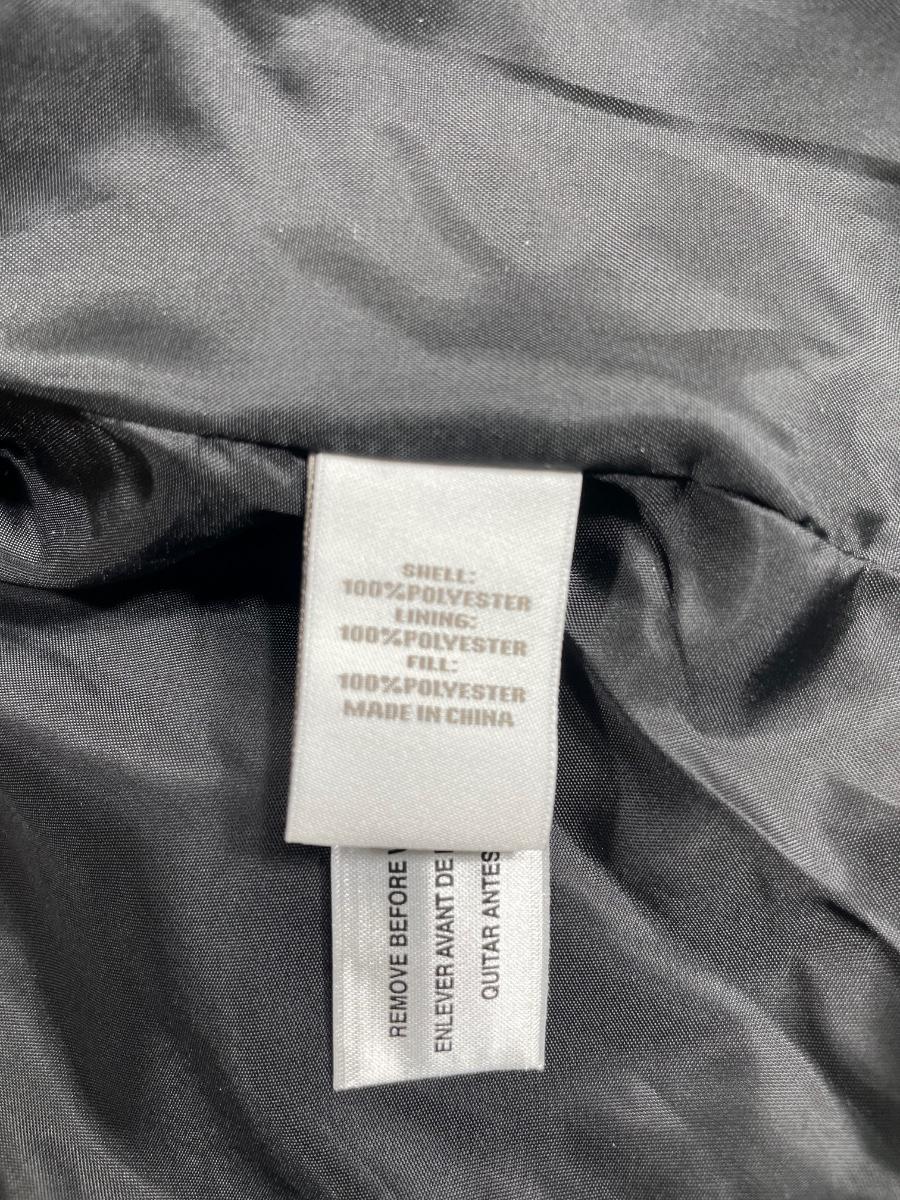 SHELL:
100%POLYESTER
LINING:
100%POLYESTER
FILL:
100%POLYESTER
MADE IN CHINA
REMOVE BEFORE
ENLEVER AVANT DE
QUITAR ANTES